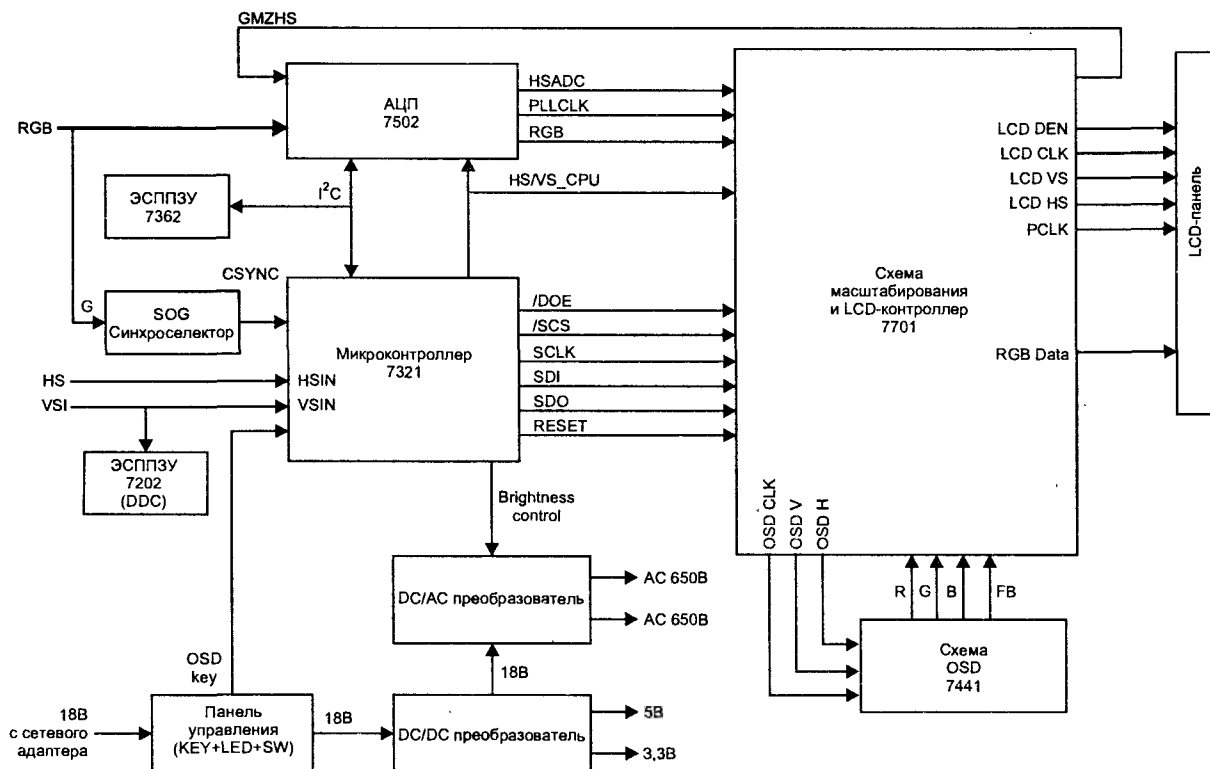 GMZHS
АЦП
7502
HSADC
PLLCLK
RGB
RGB
HS/VS_CPU
I²C
ЭСППЗУ
7362
CSYNC
G
SOG
Синхроселектор
Микроконтроллер
7321
HS
HSIN
VSI
VSIN
ЭСППЗУ
7202
(DDC)
/DOE
/SCS
SCLK
SDI
SDO
RESET
Схема
масштабирования
и LCD-контроллер
7701
LCD DEN
LCD CLK
LCD VS
LCD HS
PCLK
RGB Data
LCD-панель
OSD CLK
OSD V
OSD H
R
G
B
FB
Схема
OSD
7441
Brightness
control
DC/AC преобразователь
AC 650В
AC 650В
18В
OSD
key
18В
с сетевого
адаптера
Панель
управления
(KEY+LED+SW)
18В
DC/DC преобразователь
5В
3,3В